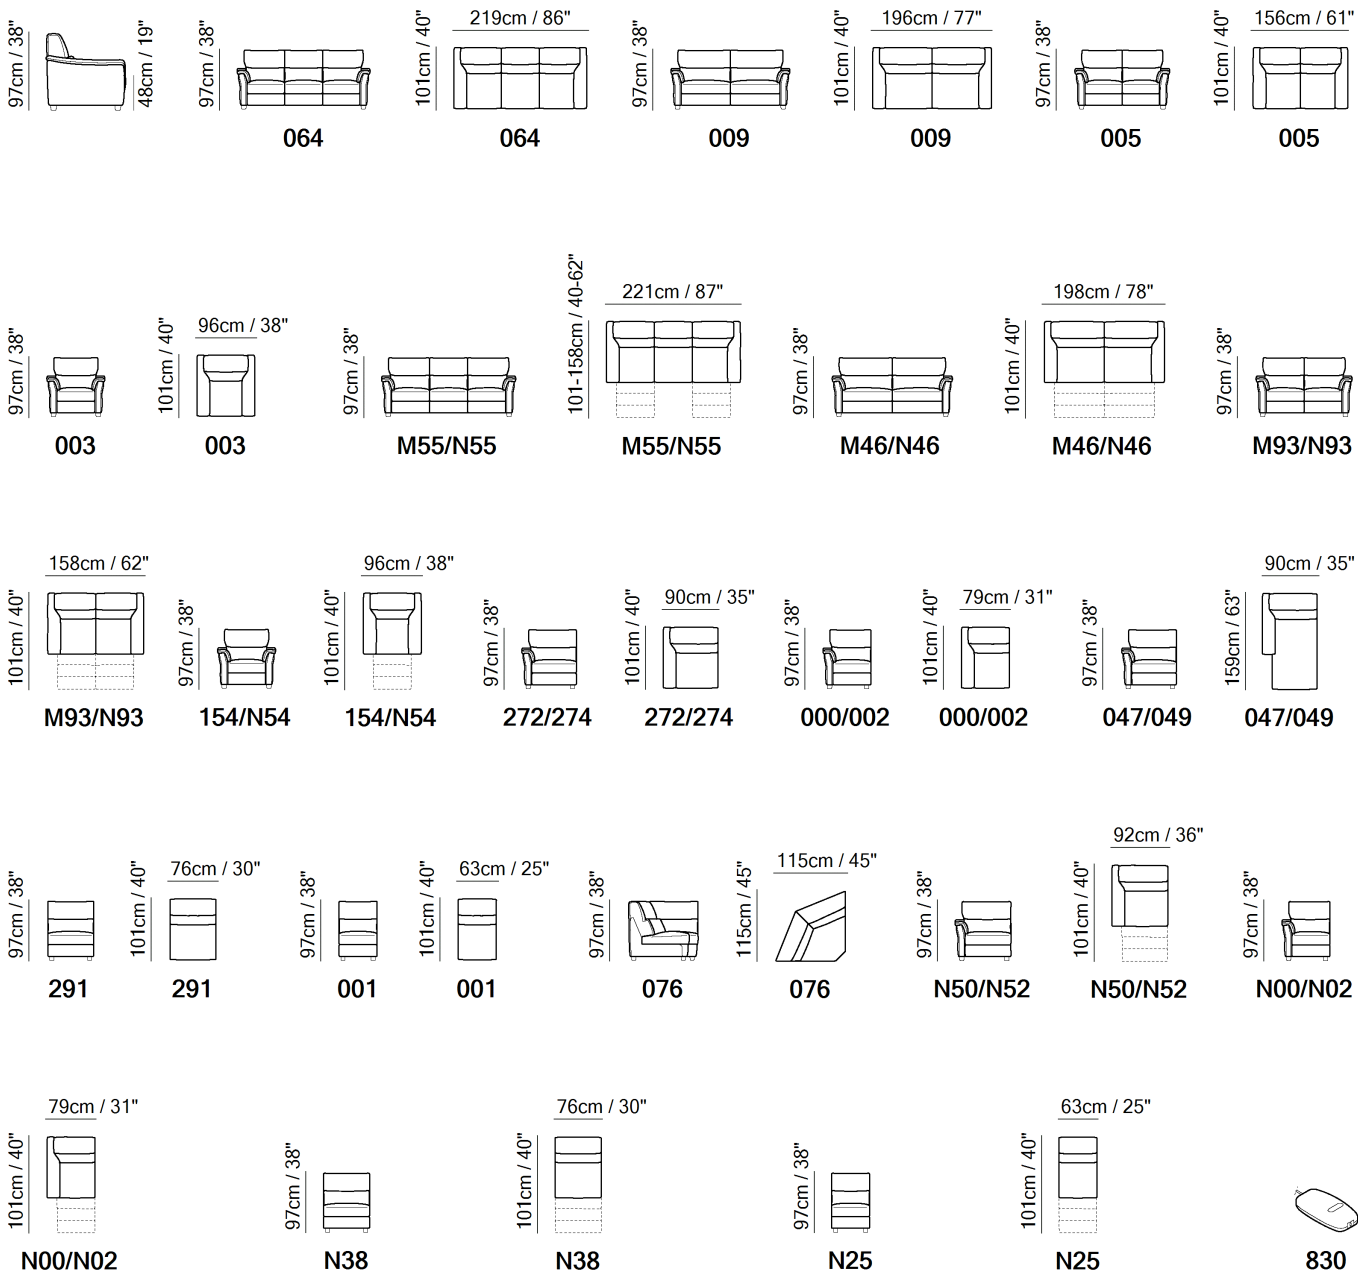 97cm / 38"
48cm / 19"
97cm / 38"
064
219cm / 86"
101cm / 40"
064
97cm / 38"
009
196cm / 77"
101cm / 40"
009
97cm / 38"
005
156cm / 61"
101cm / 40"
005
97cm / 38"
003
96cm / 38"
101cm / 40"
003
97cm / 38"
M55/N55
221cm / 87"
101-158cm / 40-62"
M55/N55
97cm / 38"
M46/N46
198cm / 78"
101cm / 40"
M46/N46
97cm / 38"
M93/N93
158cm / 62"
101cm / 40"
M93/N93
97cm / 38"
154/N54
96cm / 38"
101cm / 40"
154/N54
97cm / 38"
272/274
90cm / 35"
101cm / 40"
272/274
97cm / 38"
000/002
79cm / 31"
101cm / 40"
000/002
97cm / 38"
047/049
90cm / 35"
159cm / 63"
047/049
97cm / 38"
291
76cm / 30"
101cm / 40"
291
97cm / 38"
001
63cm / 25"
101cm / 40"
001
97cm / 38"
076
115cm / 45"
115cm / 45"
076
97cm / 38"
N50/N52
92cm / 36"
101cm / 40"
N50/N52
97cm / 38"
N00/N02
79cm / 31"
101cm / 40"
N00/N02
97cm / 38"
N38
76cm / 30"
101cm / 40"
N38
97cm / 38"
N25
63cm / 25"
101cm / 40"
N25
830